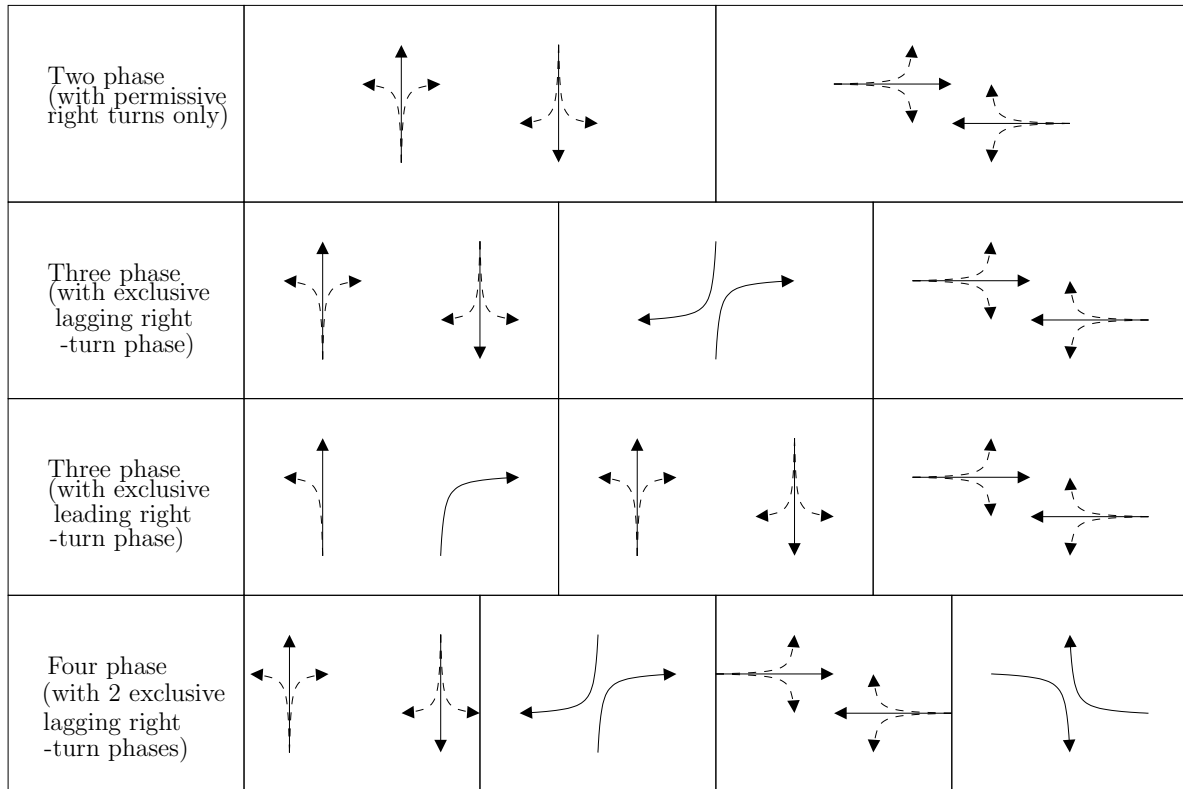 Two phase
(with permissive
right turns only)
Three phase
(with exclusive
lagging right
-turn phase)
Three phase
(with exclusive
leading right
-turn phase)
Four phase
(with 2 exclusive
lagging right
-turn phases)